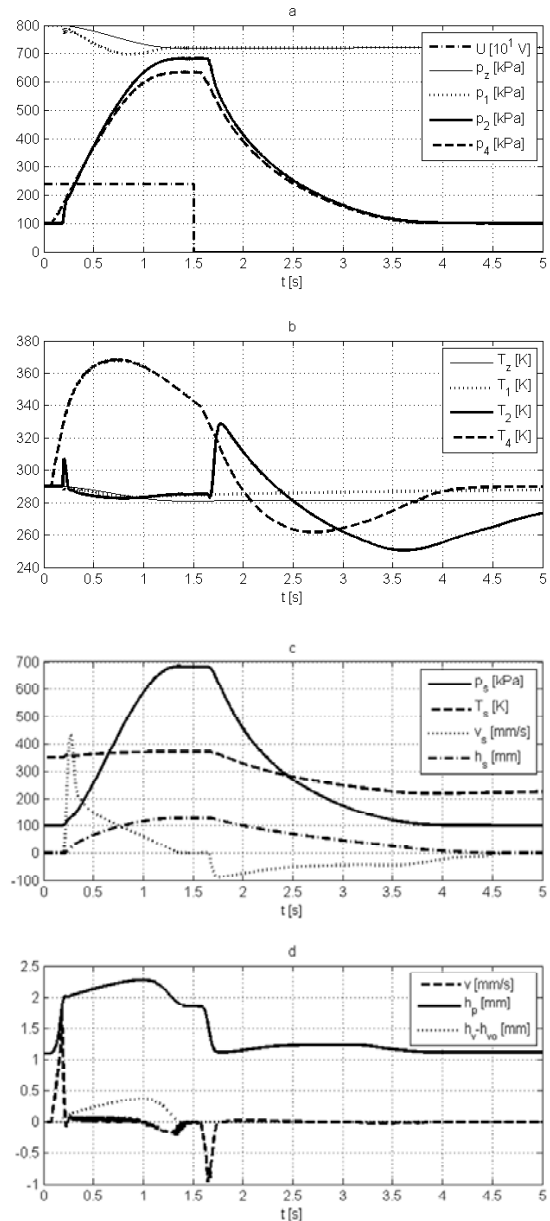 a
800
700
600
500
400
300
200
100
0
U [10¹ V]
p_z [kPa]
p_1 [kPa]
p_2 [kPa]
p_4 [kPa]
0 0.5 1 1.5 2 2.5 3 3.5 4 4.5 5
t [s]
b
380
360
340
320
300
280
260
240
T_z [K]
T_1 [K]
T_2 [K]
T_4 [K]
0 0.5 1 1.5 2 2.5 3 3.5 4 4.5 5
t [s]
c
700
600
500
400
300
200
100
0
-100
p_s [kPa]
T_s [K]
v_s [mm/s]
h_s [mm]
0 0.5 1 1.5 2 2.5 3 3.5 4 4.5 5
t [s]
d
2.5
2
1.5
1
0.5
0
-0.5
-1
v [mm/s]
h_p [mm]
h_v-h_vo [mm]
0 0.5 1 1.5 2 2.5 3 3.5 4 4.5 5
t [s]